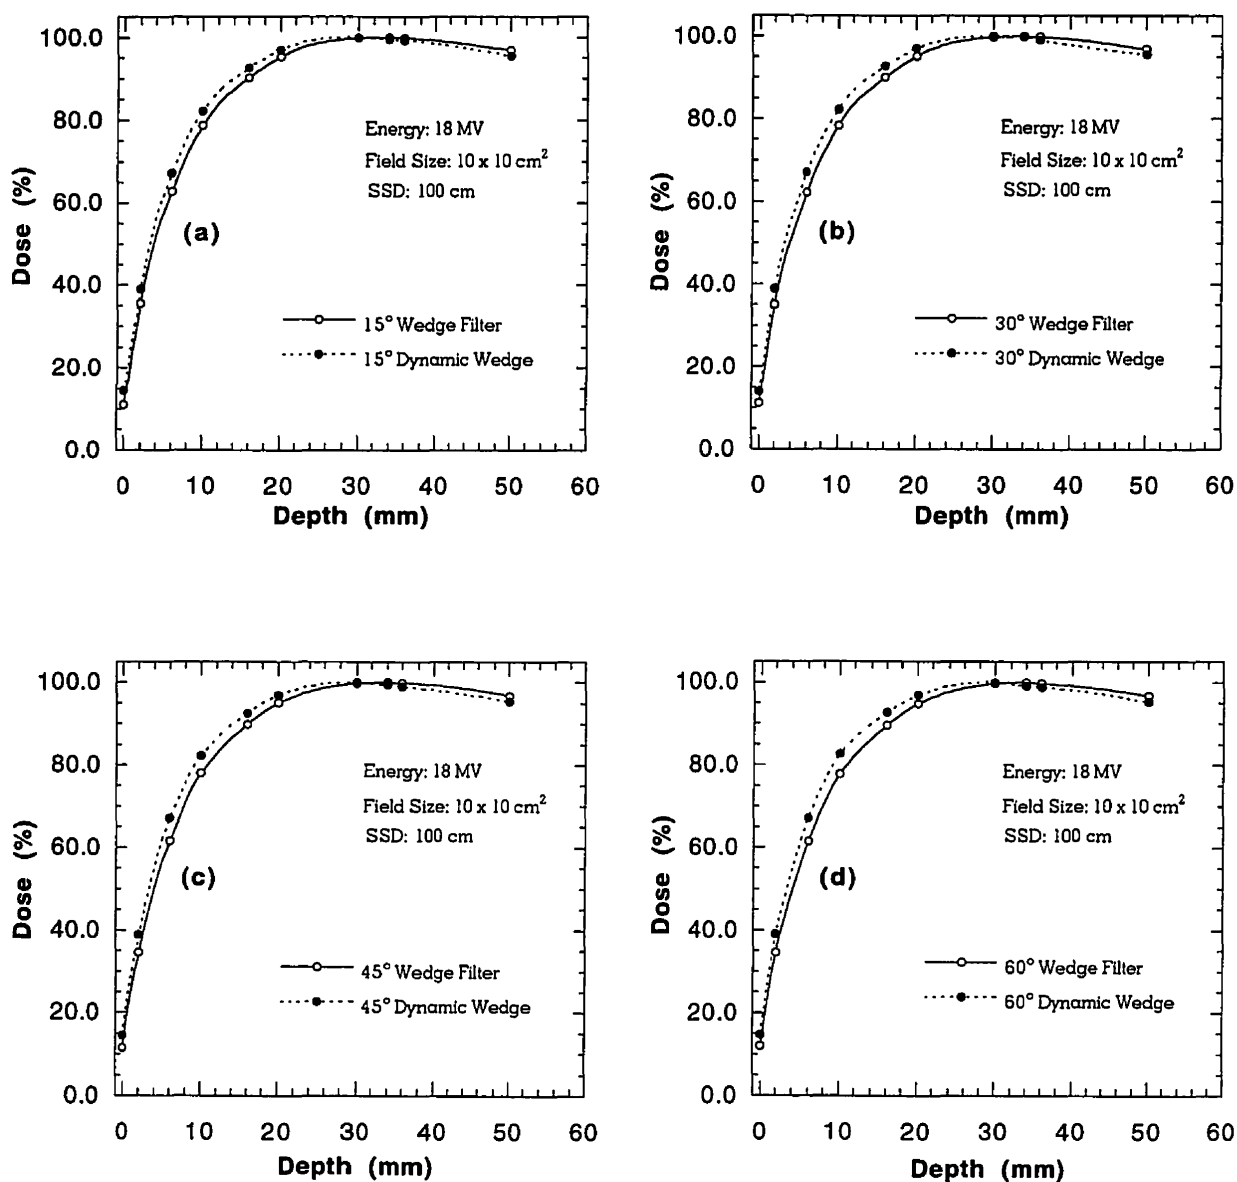 100.0
80.0
60.0
40.0
20.0
0.0
Dose (%)
Energy: 18 MV
Field Size: 10 x 10 cm²
SSD: 100 cm
(a)
15° Wedge Filter
15° Dynamic Wedge
0 10 20 30 40 50 60
Depth (mm)
100.0
80.0
60.0
40.0
20.0
0.0
Dose (%)
Energy: 18 MV
Field Size: 10 x 10 cm²
SSD: 100 cm
(b)
30° Wedge Filter
30° Dynamic Wedge
0 10 20 30 40 50 60
Depth (mm)
100.0
80.0
60.0
40.0
20.0
0.0
Dose (%)
Energy: 18 MV
Field Size: 10 x 10 cm²
SSD: 100 cm
(c)
45° Wedge Filter
45° Dynamic Wedge
0 10 20 30 40 50 60
Depth (mm)
100.0
80.0
60.0
40.0
20.0
0.0
Dose (%)
Energy: 18 MV
Field Size: 10 x 10 cm²
SSD: 100 cm
(d)
60° Wedge Filter
60° Dynamic Wedge
0 10 20 30 40 50 60
Depth (mm)